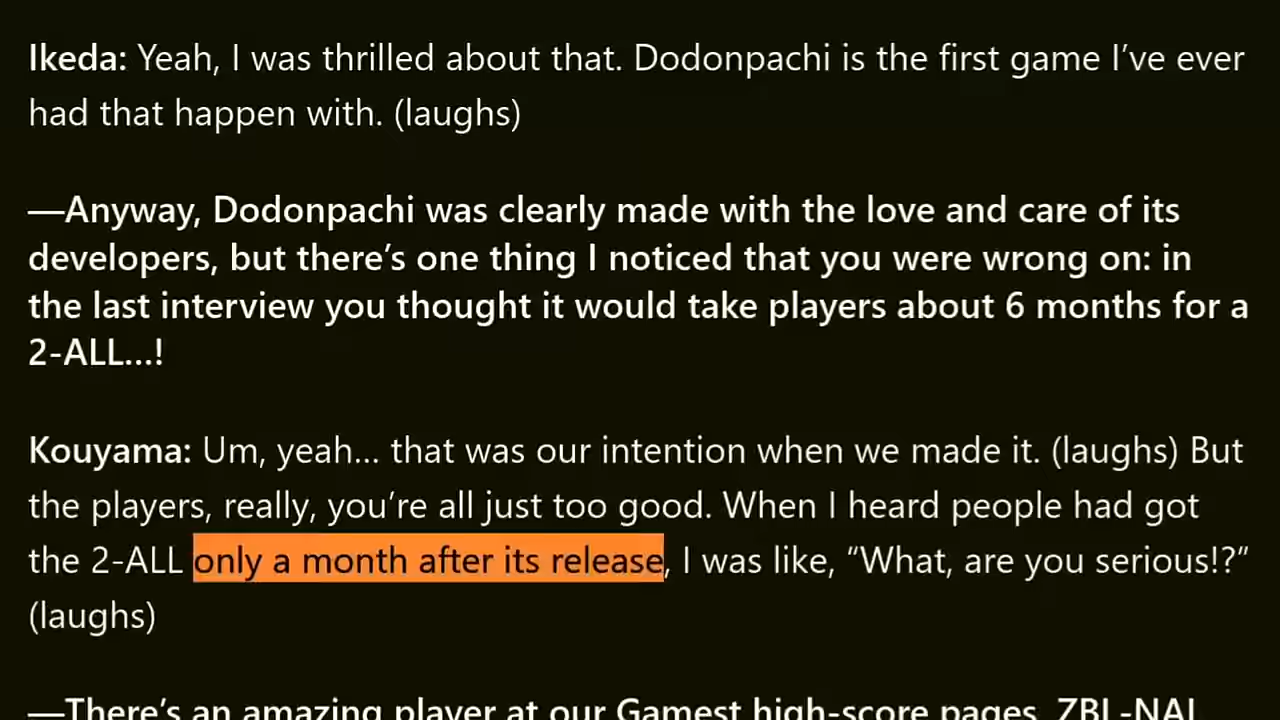 Ikeda: Yeah, I was thrilled about that. Dodonpachi is the first game I’ve ever
had that happen with. (laughs)
—Anyway, Dodonpachi was clearly made with the love and care of its
developers, but there’s one thing I noticed that you were wrong on: in
the last interview you thought it would take players about 6 months for a
2-ALL…!
Kouyama: Um, yeah… that was our intention when we made it. (laughs) But
the players, really, you’re all just too good. When I heard people had got
the 2-ALL only a month after its release, I was like, “What, are you serious!?”
(laughs)
—There’s an amazing player at our Gamest high-score pages, ZBL-NAI